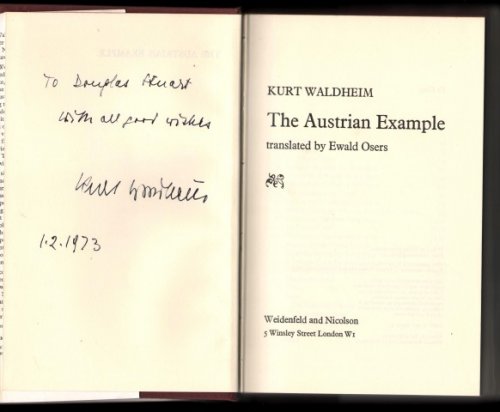 To Douglas Stuart
with all good wishes
Kurt Waldheim
1.2.1973
KURT WALDHEIM
The Austrian Example
translated by Ewald Osers
Weidenfeld and Nicolson
5 Winsley Street London W1